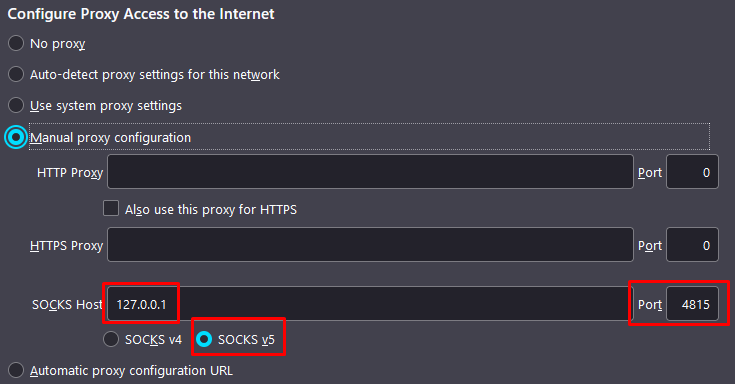 Configure Proxy Access to the Internet
No proxy
Auto-detect proxy settings for this network
Use system proxy settings
Manual proxy configuration
HTTP Proxy Port 0
Also use this proxy for HTTPS
HTTPS Proxy Port 0
SOCKS Host 127.0.0.1 Port 4815
SOCKS v4 SOCKS v5
Automatic proxy configuration URL